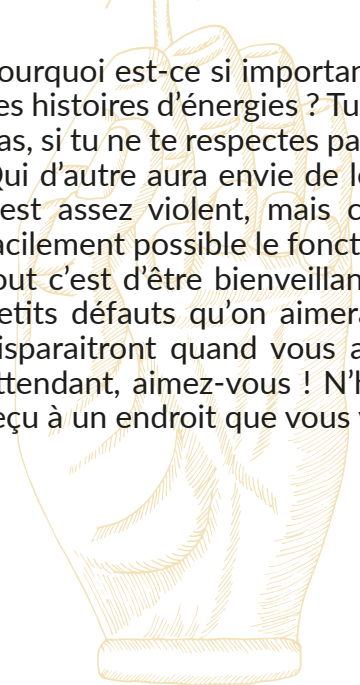 ourquoi est-ce si importan
es histoires d’énergies ? Tu
as, si tu ne te respectes pa
Qui d’autre aura envie de l
est assez violent, mais c
acilement possible le fonct
out c’est d’être bienveillan
etits défauts qu’on aimera
isparaitront quand vous a
ttendant, aimez-vous ! N’h
eçu à un endroit que vous